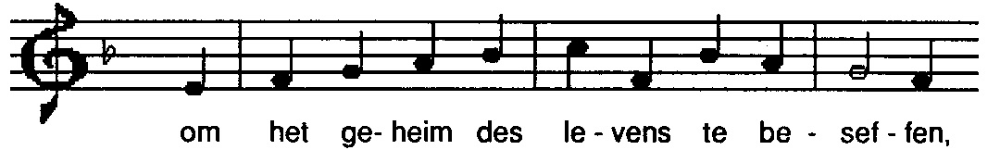 om het ge-heim des le-vens te be-sef-fen,